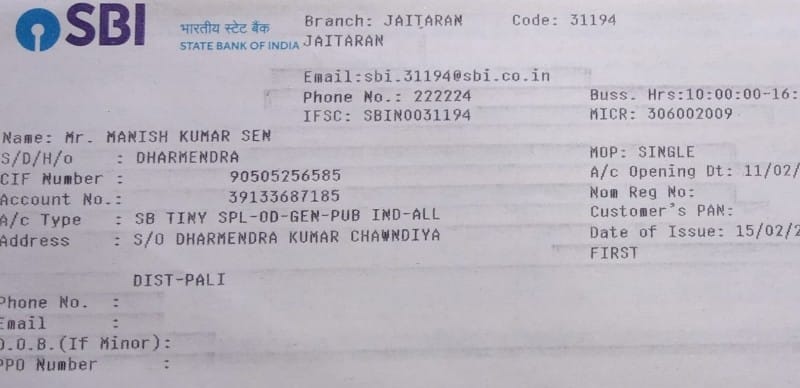 SBI भारतीय स्टेट बैंक
STATE BANK OF INDIA
Branch: JAITARAN Code: 31194
JAITARAN
Email:sbi.31194@sbi.co.in
Phone No.: 222224 Buss. Hrs:10:00:00-16:
IFSC: SBIN0031194 MICR: 306002009
Name: Mr. MANISH KUMAR SEN
S/D/H/o : DHARMENDRA MOP: SINGLE
CIF Number : 90505256585 A/c Opening Dt: 11/02/
Account No.: 39133687185 Nom Reg No:
A/c Type : SB TINY SPL-OD-GEN-PUB IND-ALL Customer's PAN:
Address : S/O DHARMENDRA KUMAR CHAWNDIYA Date of Issue: 15/02/2
FIRST
DIST-PALI
Phone No. :
Email :
D.O.B.(If Minor):
PPO Number :